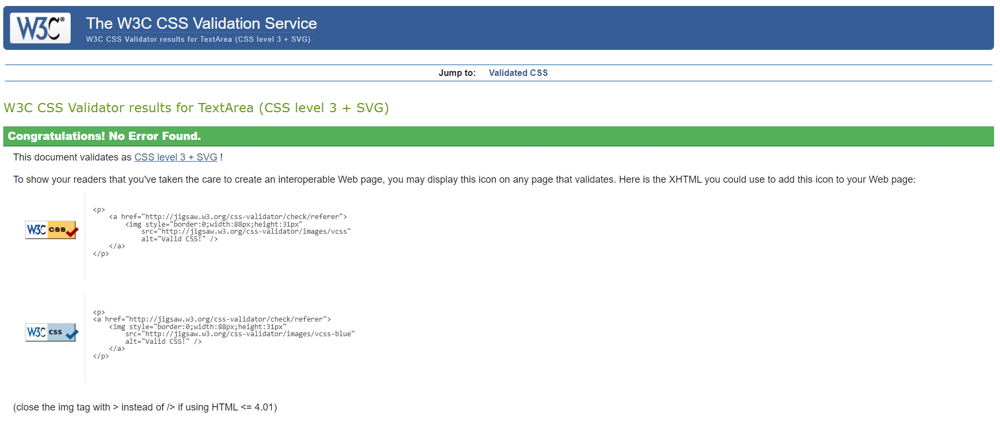 W3C®
The W3C CSS Validation Service
W3C CSS Validator results for TextArea (CSS level 3 + SVG)
Jump to: Validated CSS
W3C CSS Validator results for TextArea (CSS level 3 + SVG)
Congratulations! No Error Found.
This document validates as CSS level 3 + SVG !
To show your readers that you've taken the care to create an interoperable Web page, you may display this icon on any page that validates. Here is the XHTML you could use to add this icon to your Web page:
W3C css
<p>
    <a href="http://jigsaw.w3.org/css-validator/check/referer">
        <img style="border:0;width:88px;height:31px"
            src="http://jigsaw.w3.org/css-validator/images/vcss"
            alt="Valid CSS!" />
    </a>
</p>
W3C css
<p>
<a href="http://jigsaw.w3.org/css-validator/check/referer">
    <img style="border:0;width:88px;height:31px"
        src="http://jigsaw.w3.org/css-validator/images/vcss-blue"
        alt="Valid CSS!" />
    </a>
</p>
(close the img tag with > instead of /> if using HTML <= 4.01)